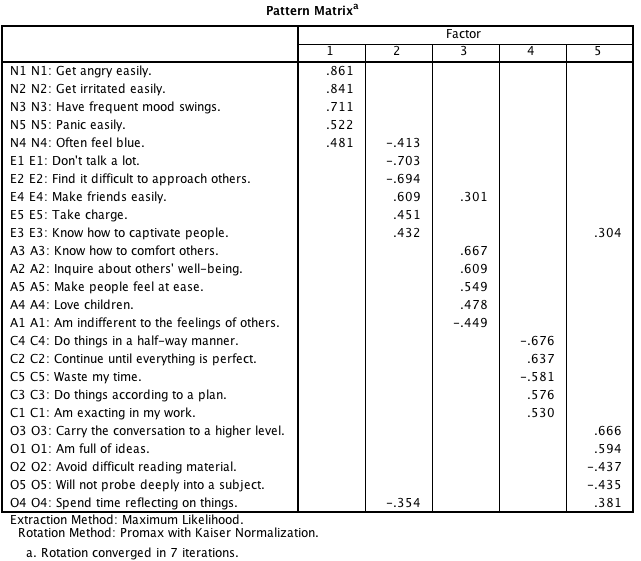 Pattern Matrixa
Factor
1 2 3 4 5
N1 N1: Get angry easily. .861
N2 N2: Get irritated easily. .841
N3 N3: Have frequent mood swings. .711
N5 N5: Panic easily. .522
N4 N4: Often feel blue. .481 -.413
E1 E1: Don't talk a lot. -.703
E2 E2: Find it difficult to approach others. -.694
E4 E4: Make friends easily. .609 .301
E5 E5: Take charge. .451
E3 E3: Know how to captivate people. .432 .304
A3 A3: Know how to comfort others. .667
A2 A2: Inquire about others' well-being. .609
A5 A5: Make people feel at ease. .549
A4 A4: Love children. .478
A1 A1: Am indifferent to the feelings of others. -.449
C4 C4: Do things in a half-way manner. -.676
C2 C2: Continue until everything is perfect. .637
C5 C5: Waste my time. -.581
C3 C3: Do things according to a plan. .576
C1 C1: Am exacting in my work. .530
O3 O3: Carry the conversation to a higher level. .666
O1 O1: Am full of ideas. .594
O2 O2: Avoid difficult reading material. -.437
O5 O5: Will not probe deeply into a subject. -.435
O4 O4: Spend time reflecting on things. -.354 .381
Extraction Method: Maximum Likelihood.
Rotation Method: Promax with Kaiser Normalization.
a. Rotation converged in 7 iterations.